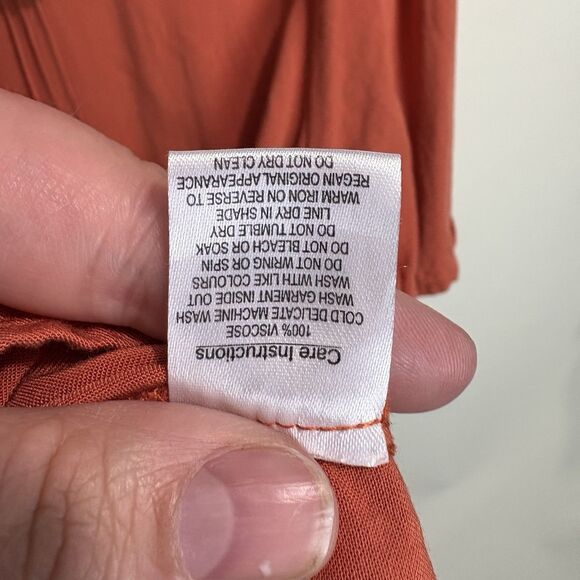 Care Instructions
100% VISCOSE
COLD DELICATE MACHINE WASH
WASH GARMENT INSIDE OUT
WASH WITH LIKE COLOURS
DO NOT WRING OR SPIN
DO NOT BLEACH OR SOAK
DO NOT TUMBLE DRY
LINE DRY IN SHADE
WARM IRON ON REVERSE TO
REGAIN ORIGINAL APPEARANCE
DO NOT DRY CLEAN